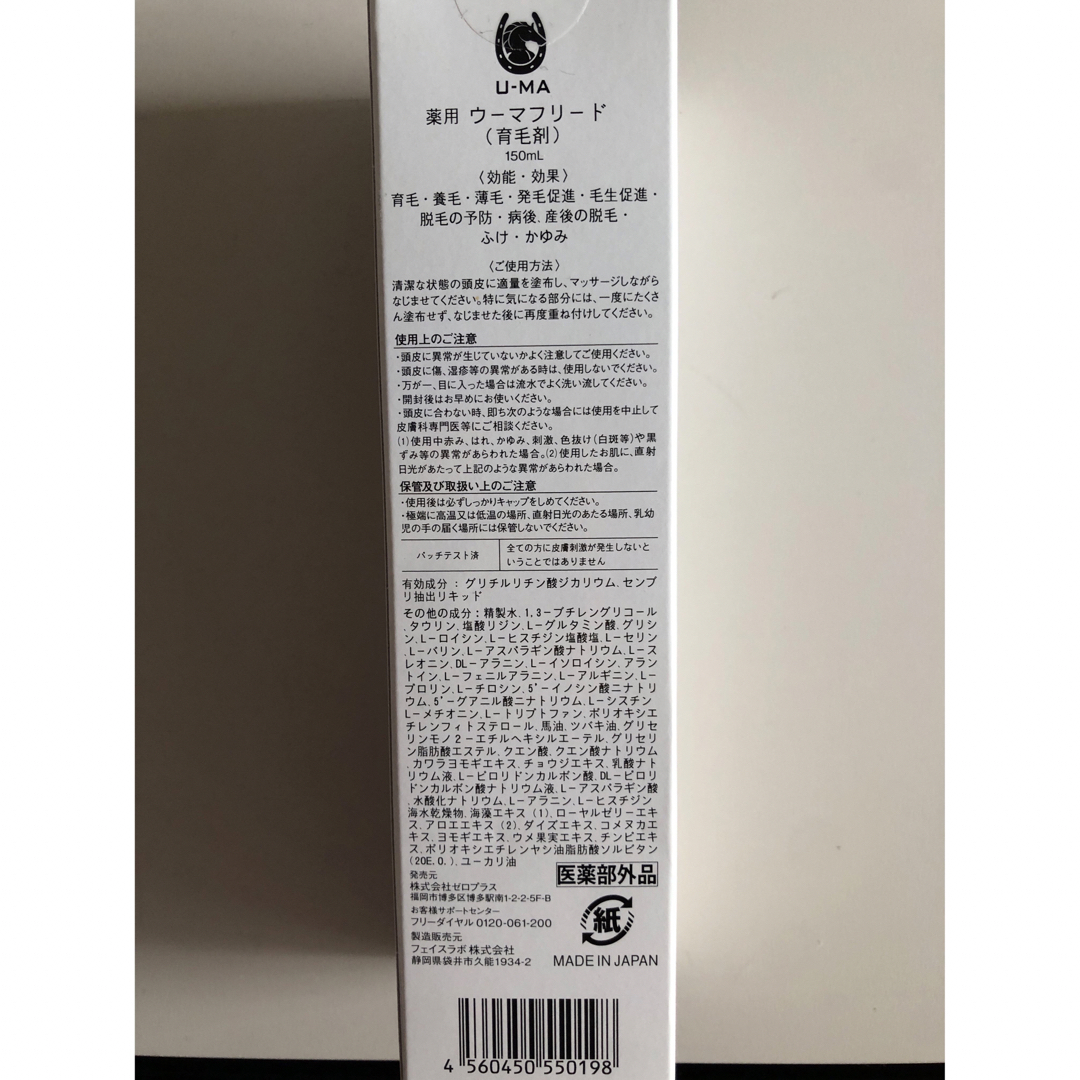 U-MA
薬用 ウーマフリード
（育毛剤）
150mL
〈効能・効果〉
育毛・養毛・薄毛・発毛促進・毛生促進・
脱毛の予防・病後、産後の脱毛・
ふけ・かゆみ
〈ご使用方法〉
清潔な状態の頭皮に適量を塗布し、マッサージしながら
なじませてください。特に気になる部分には、一度にたくさ
ん塗布せず、なじませた後に再度重ね付けしてください。
使用上のご注意
・頭皮に異常が生じていないかよく注意してご使用ください。
・頭皮に傷、湿疹等の異常がある時は、使用しないでください。
・万が一、目に入った場合は流水でよく洗い流してください。
・開封後はお早めにお使いください。
・頭皮に合わない時、即ち次のような場合には使用を中止して
皮膚科専門医等にご相談ください。
(1)使用中赤み、はれ、かゆみ、刺激、色抜け(白斑等)や黒
ずみ等の異常があらわれた場合。(2)使用したお肌に、直射
日光があたって上記のような異常があらわれた場合。
保管及び取扱い上のご注意
・使用後は必ずしっかりキャップをしめてください。
・極端に高温又は低温の場所、直射日光のあたる場所、乳幼
児の手の届く場所には保管しないでください。
パッチテスト済
全ての方に皮膚刺激が発生しないと
いうことではありません
有効成分：グリチルリチン酸ジカリウム、センブ
リ抽出リキッド
その他の成分：精製水、1,3－ブチレングリコール
、タウリン、塩酸リジン、L－グルタミン酸、グリシ
ン、L－ロイシン、L－ヒスチジン塩酸塩、L－セリン
、L－バリン、L－アスパラギン酸ナトリウム、L－ス
レオニン、DL－アラニン、L－イソロイシン、アラン
トイン、L－フェニルアラニン、L－アルギニン、L－
プロリン、L－チロシン、5'－イノシン酸二ナトリ
ウム、5'－グアニル酸二ナトリウム、L－シスチン、
L－メチオニン、L－トリプトファン、ポリオキシエ
チレンフィトステロール、馬油、ツバキ油、グリセ
リンモノ2－エチルヘキシルエーテル、グリセリ
ン脂肪酸エステル、クエン酸、クエン酸ナトリウム
、カワラヨモギエキス、チョウジエキス、乳酸ナト
リウム液、L－ピロリドンカルボン酸、DL－ピロリ
ドンカルボン酸ナトリウム液、L－アスパラギン酸
、水酸化ナトリウム、L－アラニン、L－ヒスチジン、
海水乾燥物、海藻エキス（1）、ローヤルゼリーエキ
ス、アロエエキス（2）、ダイズエキス、コメヌカエ
キス、ヨモギエキス、ウメ果実エキス、チンピエキ
ス、ポリオキシエチレンヤシ油脂肪酸ソルビタン
(20E.O.)、ユーカリ油
医薬部外品
発売元
株式会社ゼロプラス
福岡市博多区博多駅南1-2-2-5F-B
お客様サポートセンター
フリーダイヤル 0120-061-200
製造販売元
フェイスラボ株式会社
静岡県袋井市久能1934-2
紙
MADE IN JAPAN
4 560450 550198